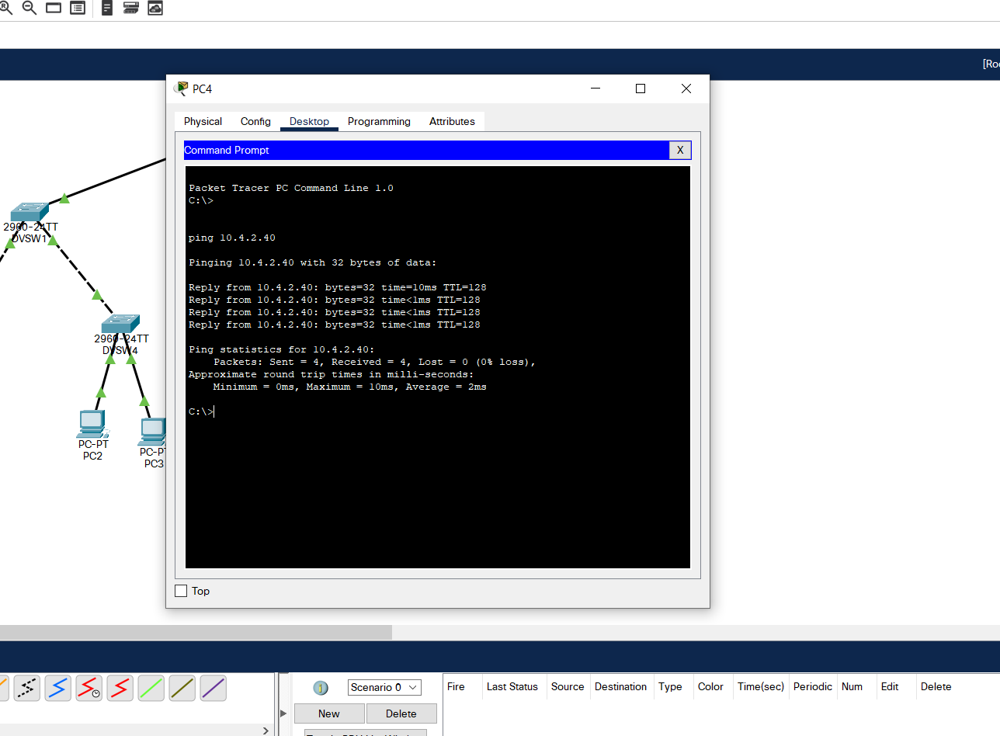 [Roo
PC4
Physical Config Desktop Programming Attributes
Command Prompt X
Packet Tracer PC Command Line 1.0
C:\>
ping 10.4.2.40
Pinging 10.4.2.40 with 32 bytes of data:
Reply from 10.4.2.40: bytes=32 time=10ms TTL=128
Reply from 10.4.2.40: bytes=32 time<1ms TTL=128
Reply from 10.4.2.40: bytes=32 time<1ms TTL=128
Reply from 10.4.2.40: bytes=32 time<1ms TTL=128
Ping statistics for 10.4.2.40:
Packets: Sent = 4, Received = 4, Lost = 0 (0% loss),
Approximate round trip times in milli-seconds:
Minimum = 0ms, Maximum = 10ms, Average = 2ms
C:\>
Top
2960-24TT
DVSW1
2960-24TT
DVSW4
PC-PT
PC2
PC-PT
PC3
Scenario 0
New Delete
Fire Last Status Source Destination Type Color Time(sec) Periodic Num Edit Delete